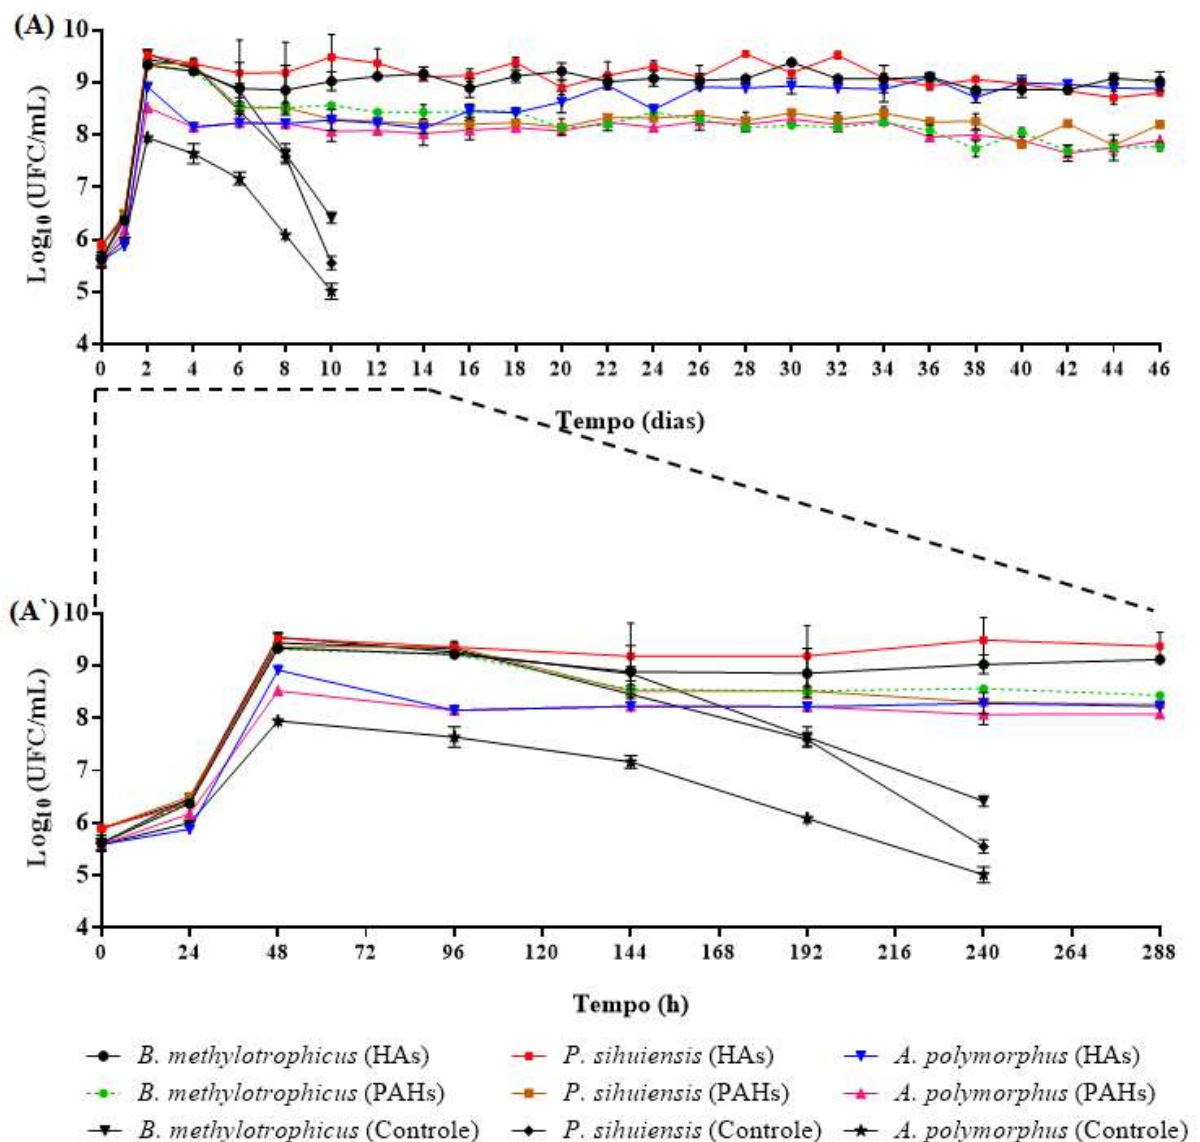 (A)
10
9
8
7
6
5
4
Log10 (UFC/mL)
0 2 4 6 8 10 12 14 16 18 20 22 24 26 28 30 32 34 36 38 40 42 44 46
Tempo (dias)
(A`)
10
9
8
7
6
5
4
Log10 (UFC/mL)
0 24 48 72 96 120 144 168 192 216 240 264 288
Tempo (h)
B. methylotrophicus (HAs) P. sihuiensis (HAs) A. polymorphus (HAs)
B. methylotrophicus (PAHs) P. sihuiensis (PAHs) A. polymorphus (PAHs)
B. methylotrophicus (Controle) P. sihuiensis (Controle) A. polymorphus (Controle)